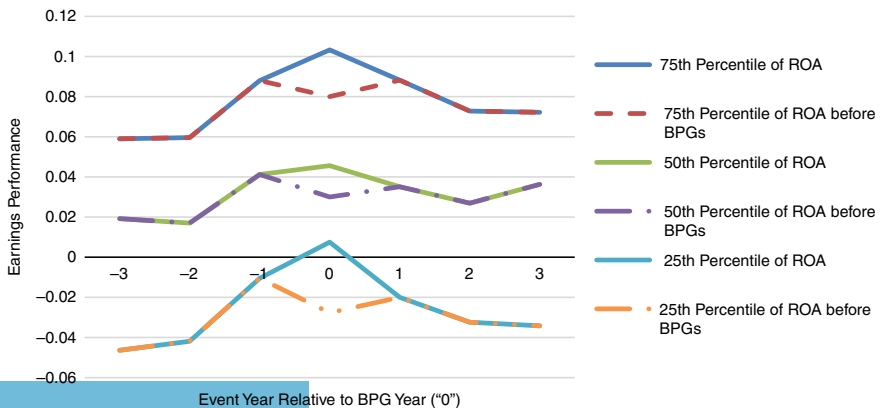 0.12
0.1
0.08
0.06
0.04
0.02
0
−0.02
−0.04
−0.06
Earnings Performance
−3 −2 −1 0 1 2 3
Event Year Relative to BPG Year (“0”)
75th Percentile of ROA
75th Percentile of ROA before
BPGs
50th Percentile of ROA
50th Percentile of ROA before
BPGs
25th Percentile of ROA
25th Percentile of ROA before
BPGs